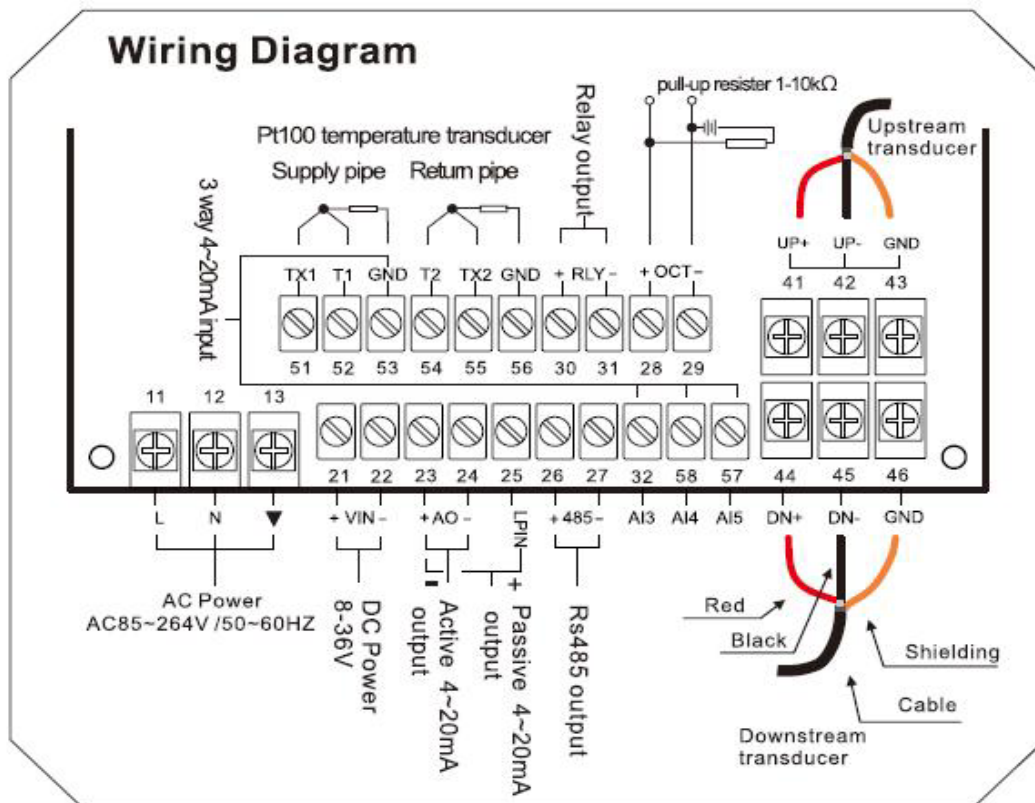 Wiring Diagram
pull-up resister 1-10kΩ
Pt100 temperature transducer
Supply pipe Return pipe
Relay output
3 way 4~20mA input
Upstream
transducer
UP+ UP- GND
41 42 43
TX1 T1 GND T2 TX2 GND + RLY - + OCT -
51 52 53 54 55 56 30 31 28 29
11 12 13
21 22 23 24 25 26 27 32 58 57 44 45 46
L N ▼ + VIN - + AO - LPIN + 485 - AI3 AI4 AI5 DN+ DN- GND
AC Power
AC85~264V /50~60HZ
DC Power
8-36V
- Active 4~20mA
output
+ Passive 4~20mA
output
Rs485 output
Red
Black
Shielding
Cable
Downstream
transducer